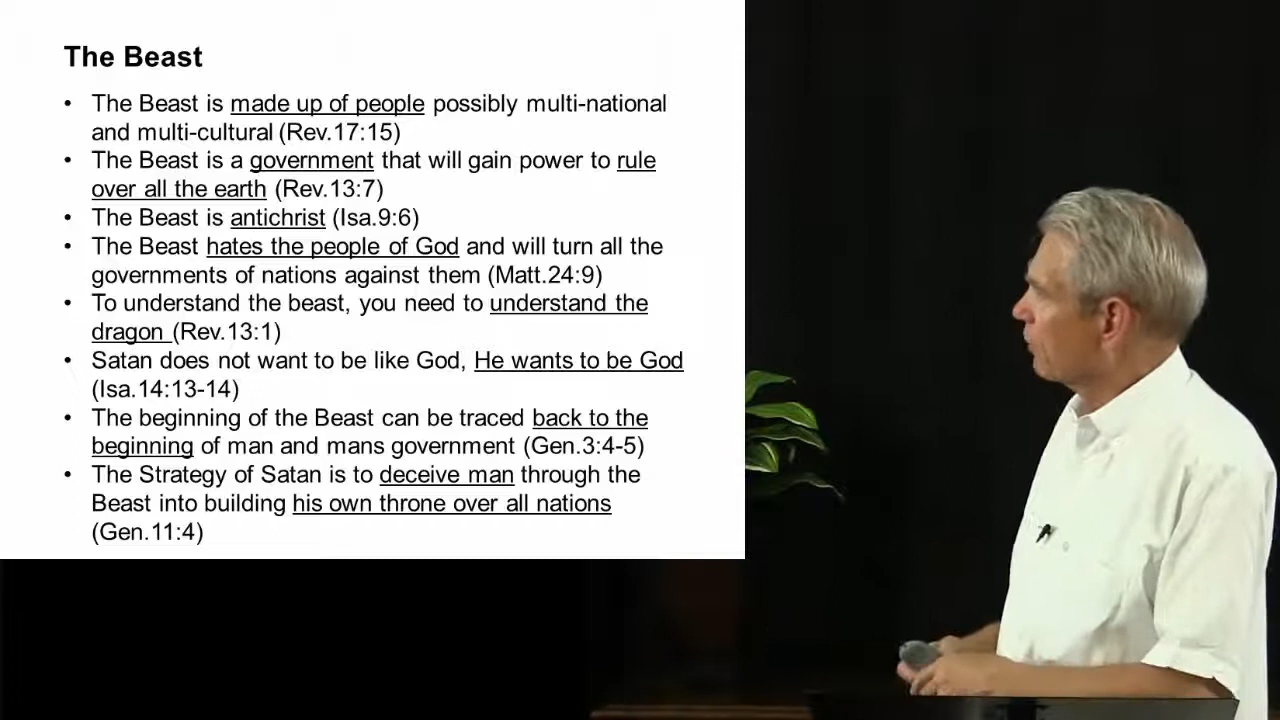 The Beast
• The Beast is made up of people possibly multi-national
and multi-cultural (Rev.17:15)
• The Beast is a government that will gain power to rule
over all the earth (Rev.13:7)
• The Beast is antichrist (Isa.9:6)
• The Beast hates the people of God and will turn all the
governments of nations against them (Matt.24:9)
• To understand the beast, you need to understand the
dragon (Rev.13:1)
• Satan does not want to be like God, He wants to be God
(Isa.14:13-14)
• The beginning of the Beast can be traced back to the
beginning of man and mans government (Gen.3:4-5)
• The Strategy of Satan is to deceive man through the
Beast into building his own throne over all nations
(Gen.11:4)